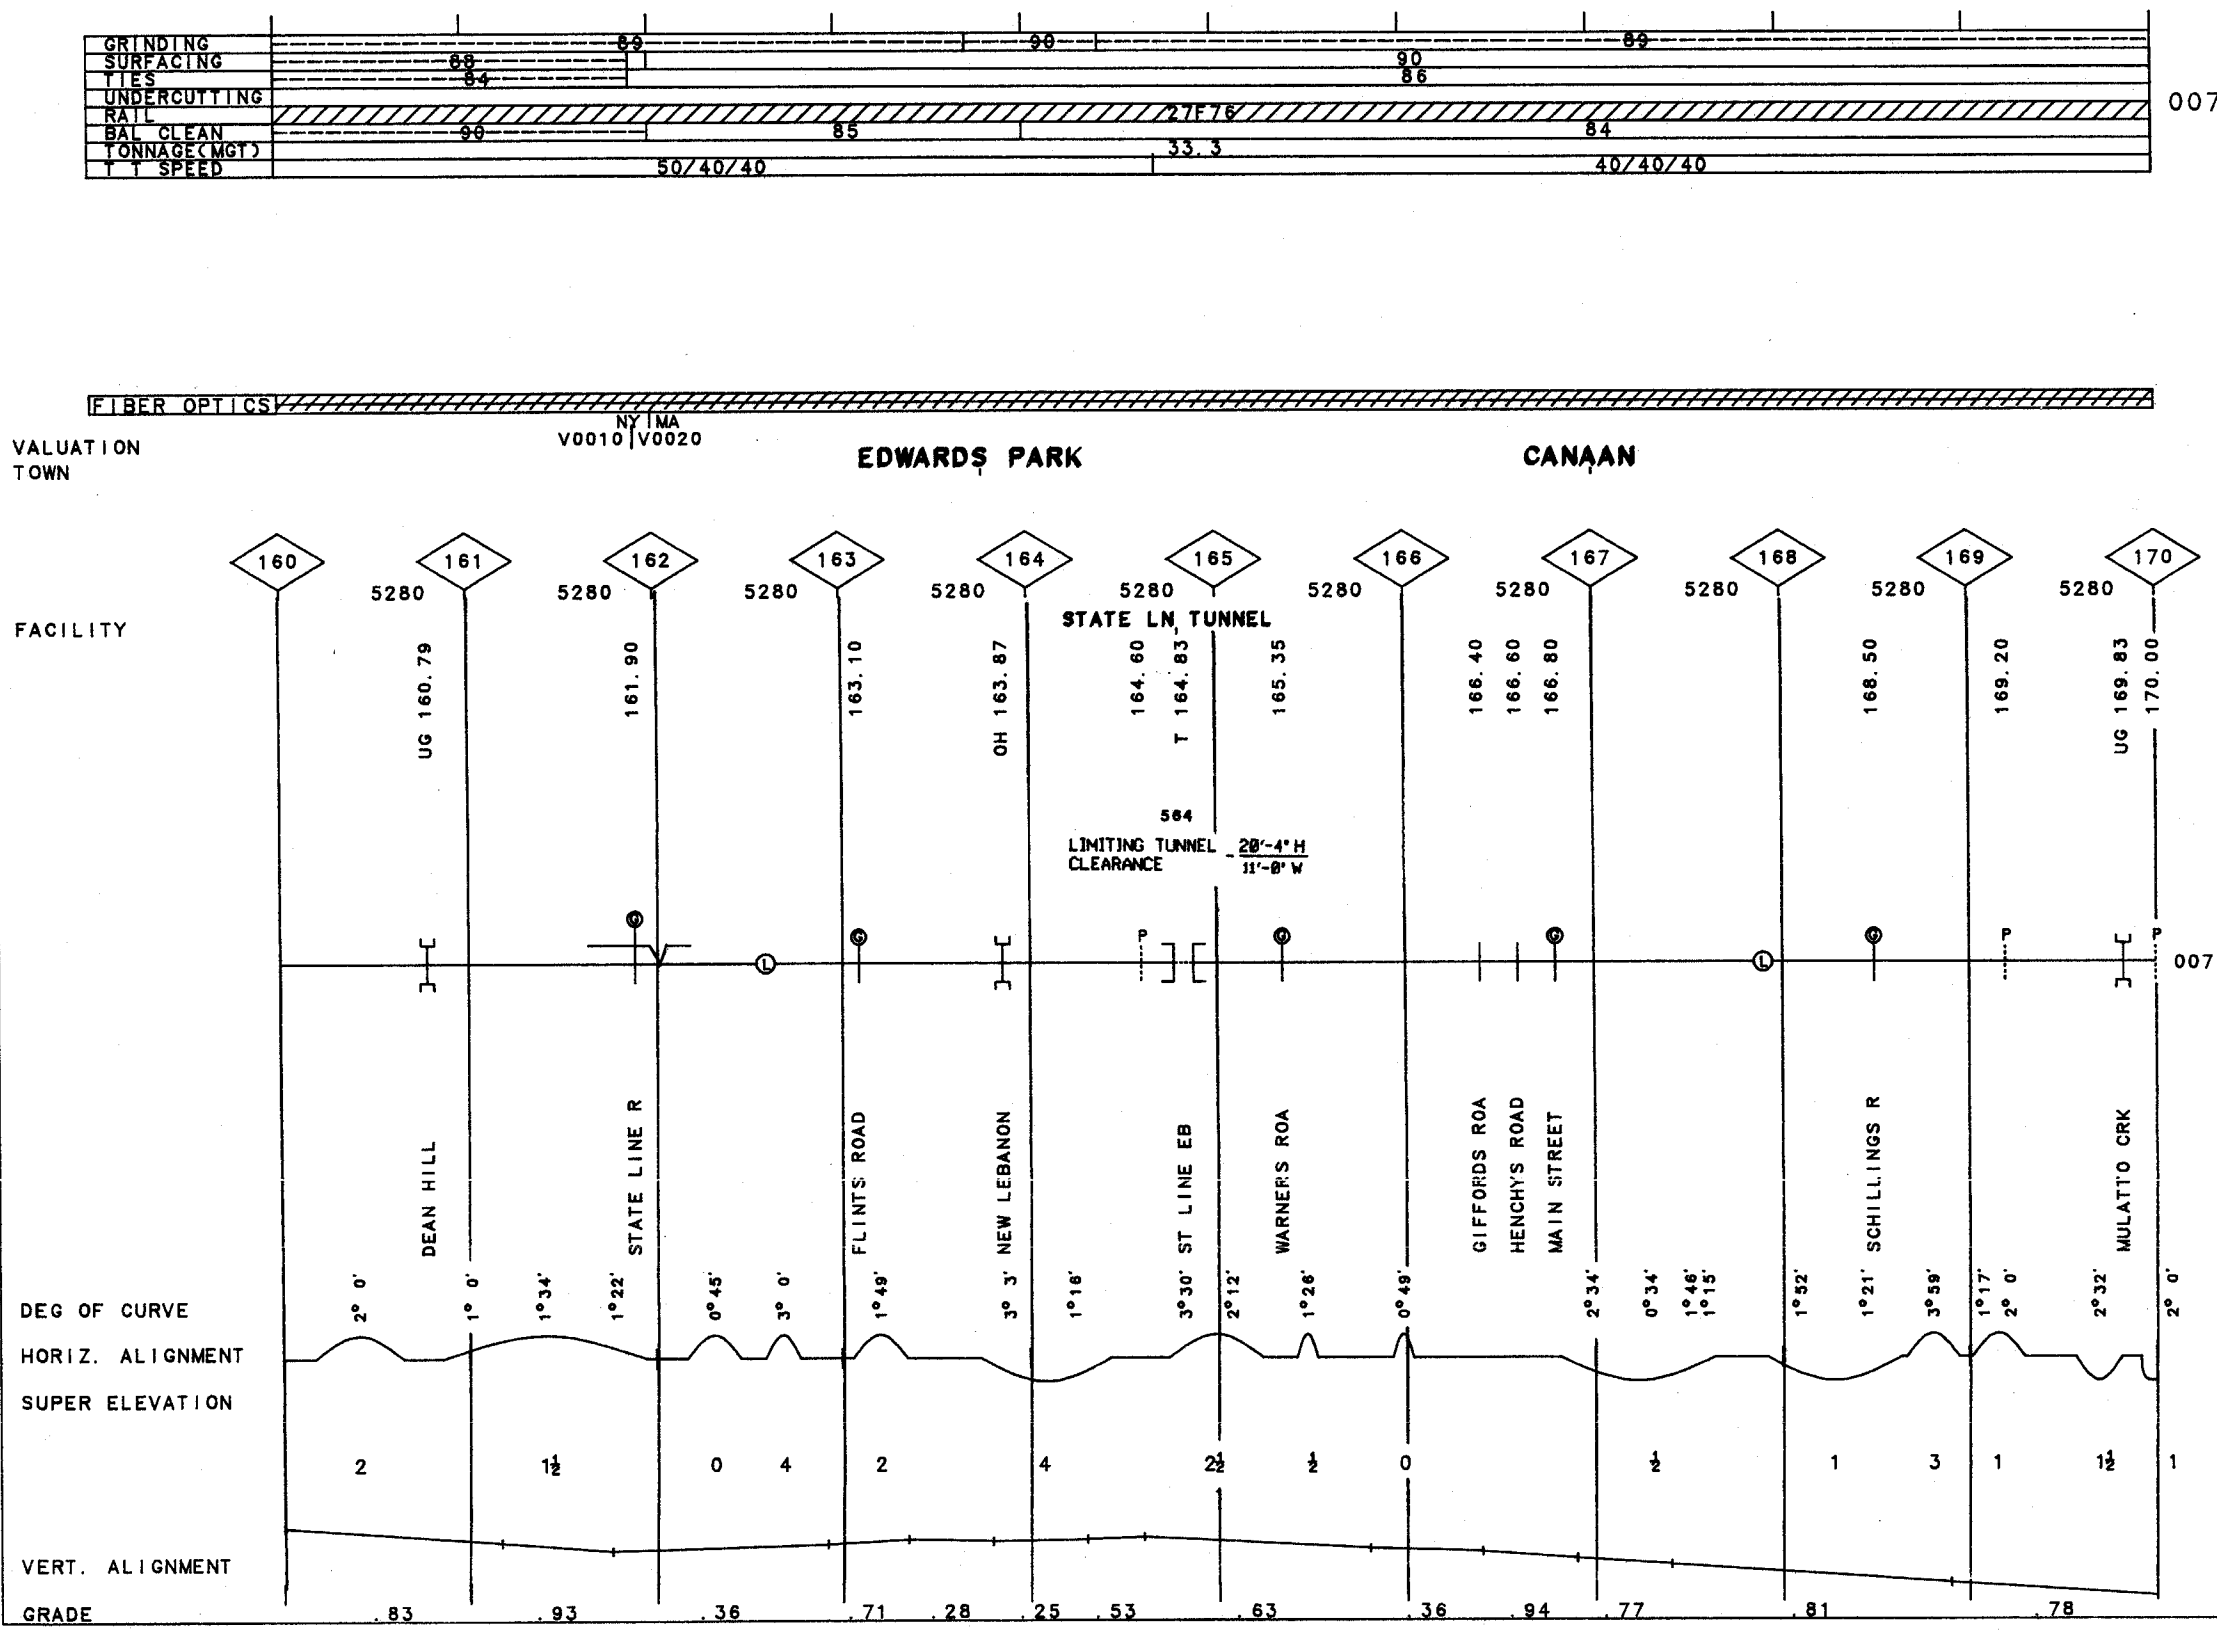 GRINDING 89 90 89
SURFACING 88 90
TIES 84 86
UNDERCUTTING
RAIL 27F76 007
BAL CLEAN 90 85 84
TONNAGE(MGT) 33.3
T T SPEED 50/40/40 40/40/40
FIBER OPTICS
NY MA
V0010 V0020
VALUATION
TOWN
EDWARDS PARK CANAAN
160 161 162 163 164 165 166 167 168 169 170
5280 5280 5280 5280 5280 5280 5280 5280 5280 5280
STATE LN TUNNEL
FACILITY
UG 160.79 161.90 163.10 OH 163.87 164.60 T 164.83 165.35 166.40 166.60 166.80 168.50 169.20 UG 169.83 170.00
564
LIMITING TUNNEL CLEARANCE - 20'-4" H
11'-0" W
G G P G G G P P
L L 007
DEAN HILL
STATE LINE R
FLINTS ROAD
NEW LEBANON
ST LINE EB
WARNERS ROA
GIFFORDS ROA
HENCHY'S ROAD
MAIN STREET
SCHILLINGS R
MULATTO CRK
DEG OF CURVE 2° 0' 1° 0' 1°34' 1°22' 0°45' 3° 0' 1°49' 3° 3' 1°16' 3°30' 2°12' 1°26' 0°49' 2°34' 0°34' 1°46' 1°15' 1°52' 1°21' 3°59' 1°17' 2° 0' 2°32' 2° 0'
HORIZ. ALIGNMENT
SUPER ELEVATION
2 1½ 0 4 2 4 2½ ½ 0 ½ 1 3 1 1½ 1
VERT. ALIGNMENT
GRADE .83 .93 .36 .71 .28 .25 .53 .63 .36 .94 .77 .81 .78